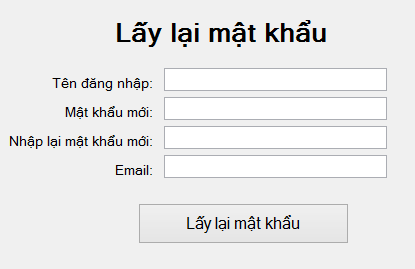 Lấy lại mật khẩu
Tên đăng nhập:
Mật khẩu mới:
Nhập lại mật khẩu mới:
Email:
Lấy lại mật khẩu